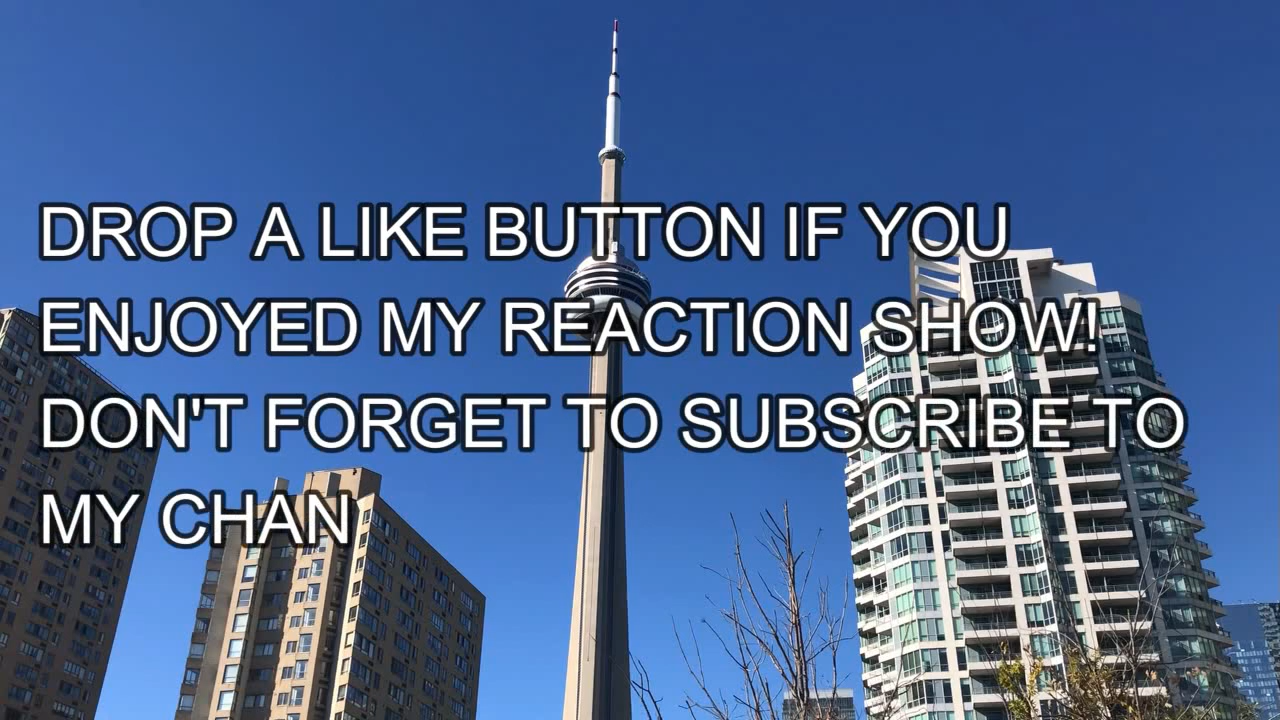 DROP A LIKE BUTTON IF YOU
ENJOYED MY REACTION SHOW!
DON'T FORGET TO SUBSCRIBE TO
MY CHAN